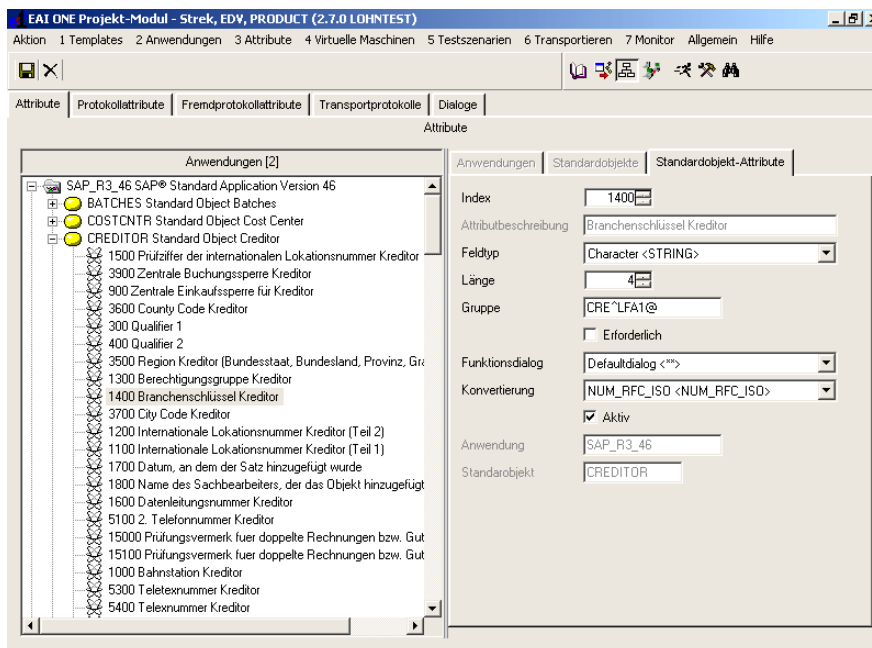 EAI ONE Projekt-Modul - Strek, EDV, PRODUCT (2.7.0 LOHNTEST)
Aktion 1 Templates 2 Anwendungen 3 Attribute 4 Virtuelle Maschinen 5 Testszenarien 6 Transportieren 7 Monitor Allgemein Hilfe
Attribute Protokollattribute Fremdprotokollattribute Transportprotokolle Dialoge
Attribute
Anwendungen [2]
SAP_R3_46 SAP® Standard Application Version 46
BATCHES Standard Object Batches
COSTCNTR Standard Object Cost Center
CREDITOR Standard Object Creditor
1500 Prüfziffer der internationalen Lokationsnummer Kreditor
3900 Zentrale Buchungssperre Kreditor
900 Zentrale Einkaufssperre für Kreditor
3600 County Code Kreditor
300 Qualifier 1
400 Qualifier 2
3500 Region Kreditor (Bundesstaat, Bundesland, Provinz, Gra
1300 Berechtigungsgruppe Kreditor
1400 Branchenschlüssel Kreditor
3700 City Code Kreditor
1200 Internationale Lokationsnummer Kreditor (Teil 2)
1100 Internationale Lokationsnummer Kreditor (Teil 1)
1700 Datum, an dem der Satz hinzugefügt wurde
1800 Name des Sachbearbeiters, der das Objekt hinzugefügt
1600 Datenleitungsnummer Kreditor
5100 2. Telefonnummer Kreditor
15000 Prüfungsvermerk fuer doppelte Rechnungen bzw. Gut
15100 Prüfungsvermerk fuer doppelte Rechnungen bzw. Gut
1000 Bahnstation Kreditor
5300 Teletexnummer Kreditor
5400 Telexnummer Kreditor
Anwendungen Standardobjekte Standardobjekt-Attribute
Index 1400
Attributbeschreibung Branchenschlüssel Kreditor
Feldtyp Character <STRING>
Länge 4
Gruppe CRE^LFA1@
Erforderlich
Funktionsdialog Defaultdialog <**>
Konvertierung NUM_RFC_ISO <NUM_RFC_ISO>
Aktiv
Anwendung SAP_R3_46
Standarobjekt CREDITOR